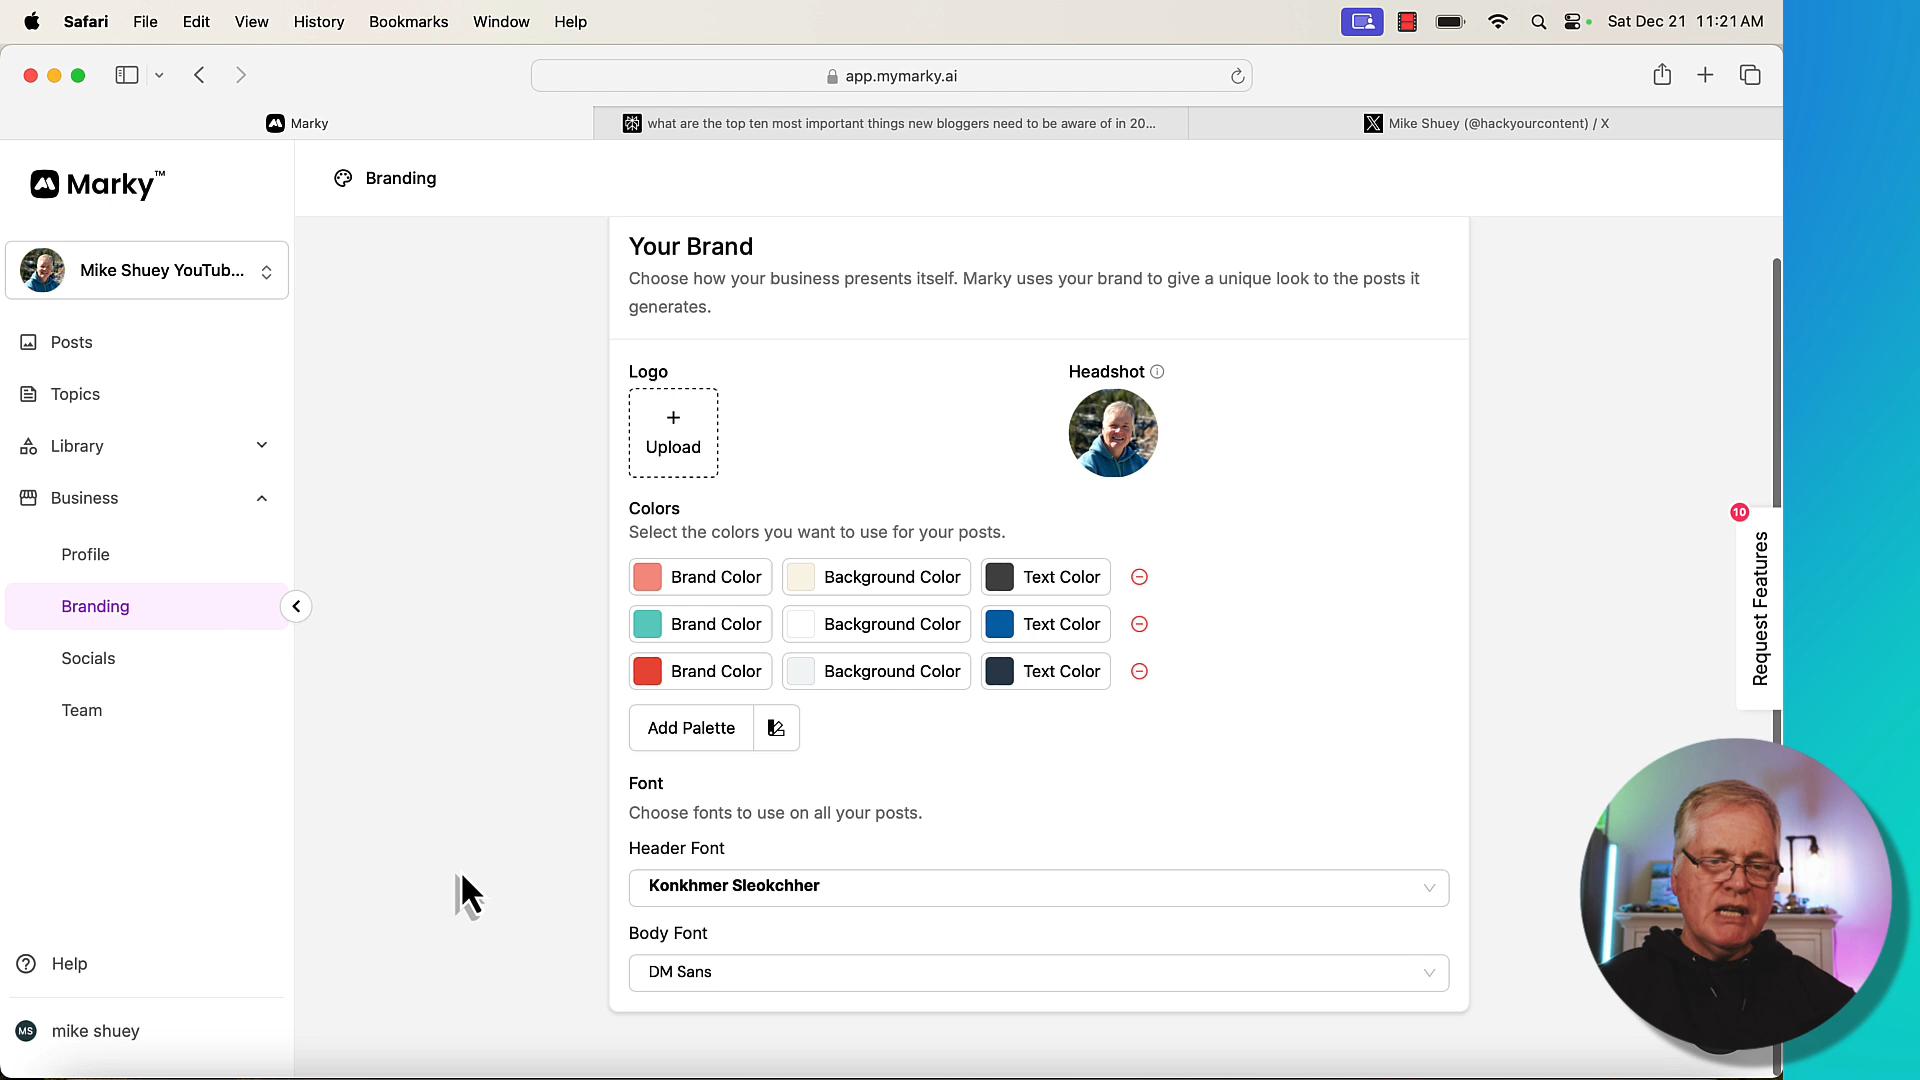 Safari File Edit View History Bookmarks Window Help Sat Dec 21 11:21 AM
app.mymarky.ai
Marky
what are the top ten most important things new bloggers need to be aware of in 20...
Mike Shuey (@hackyourcontent) / X
Marky™
Branding
Mike Shuey YouTub...
Posts
Topics
Library
Business
Profile
Branding
Socials
Team
Help
MS mike shuey
Your Brand
Choose how your business presents itself. Marky uses your brand to give a unique look to the posts it
generates.
Logo
+
Upload
Headshot
Colors
Select the colors you want to use for your posts.
Brand Color Background Color Text Color
Brand Color Background Color Text Color
Brand Color Background Color Text Color
Add Palette
Font
Choose fonts to use on all your posts.
Header Font
Konkhmer Sleokchher
Body Font
DM Sans
10
Request Features